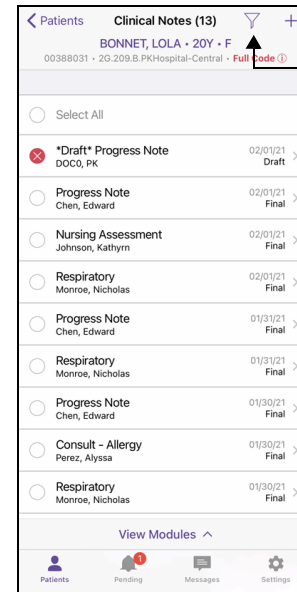 Patients Clinical Notes (13)
BONNET, LOLA • 20Y • F
00388031 • 2G.209.B.PKHospital-Central • Full Code
Select All
*Draft* Progress Note 02/01/21
DOC0, PK Draft
Progress Note 02/01/21
Chen, Edward Final
Nursing Assessment 02/01/21
Johnson, Kathyrn Final
Respiratory 02/01/21
Monroe, Nicholas Final
Progress Note 01/31/21
Chen, Edward Final
Respiratory 01/31/21
Monroe, Nicholas Final
Progress Note 01/30/21
Chen, Edward Final
Consult - Allergy 01/30/21
Perez, Alyssa Final
Respiratory 01/30/21
Monroe, Nicholas Final
View Modules
1
Patients Pending Messages Settings